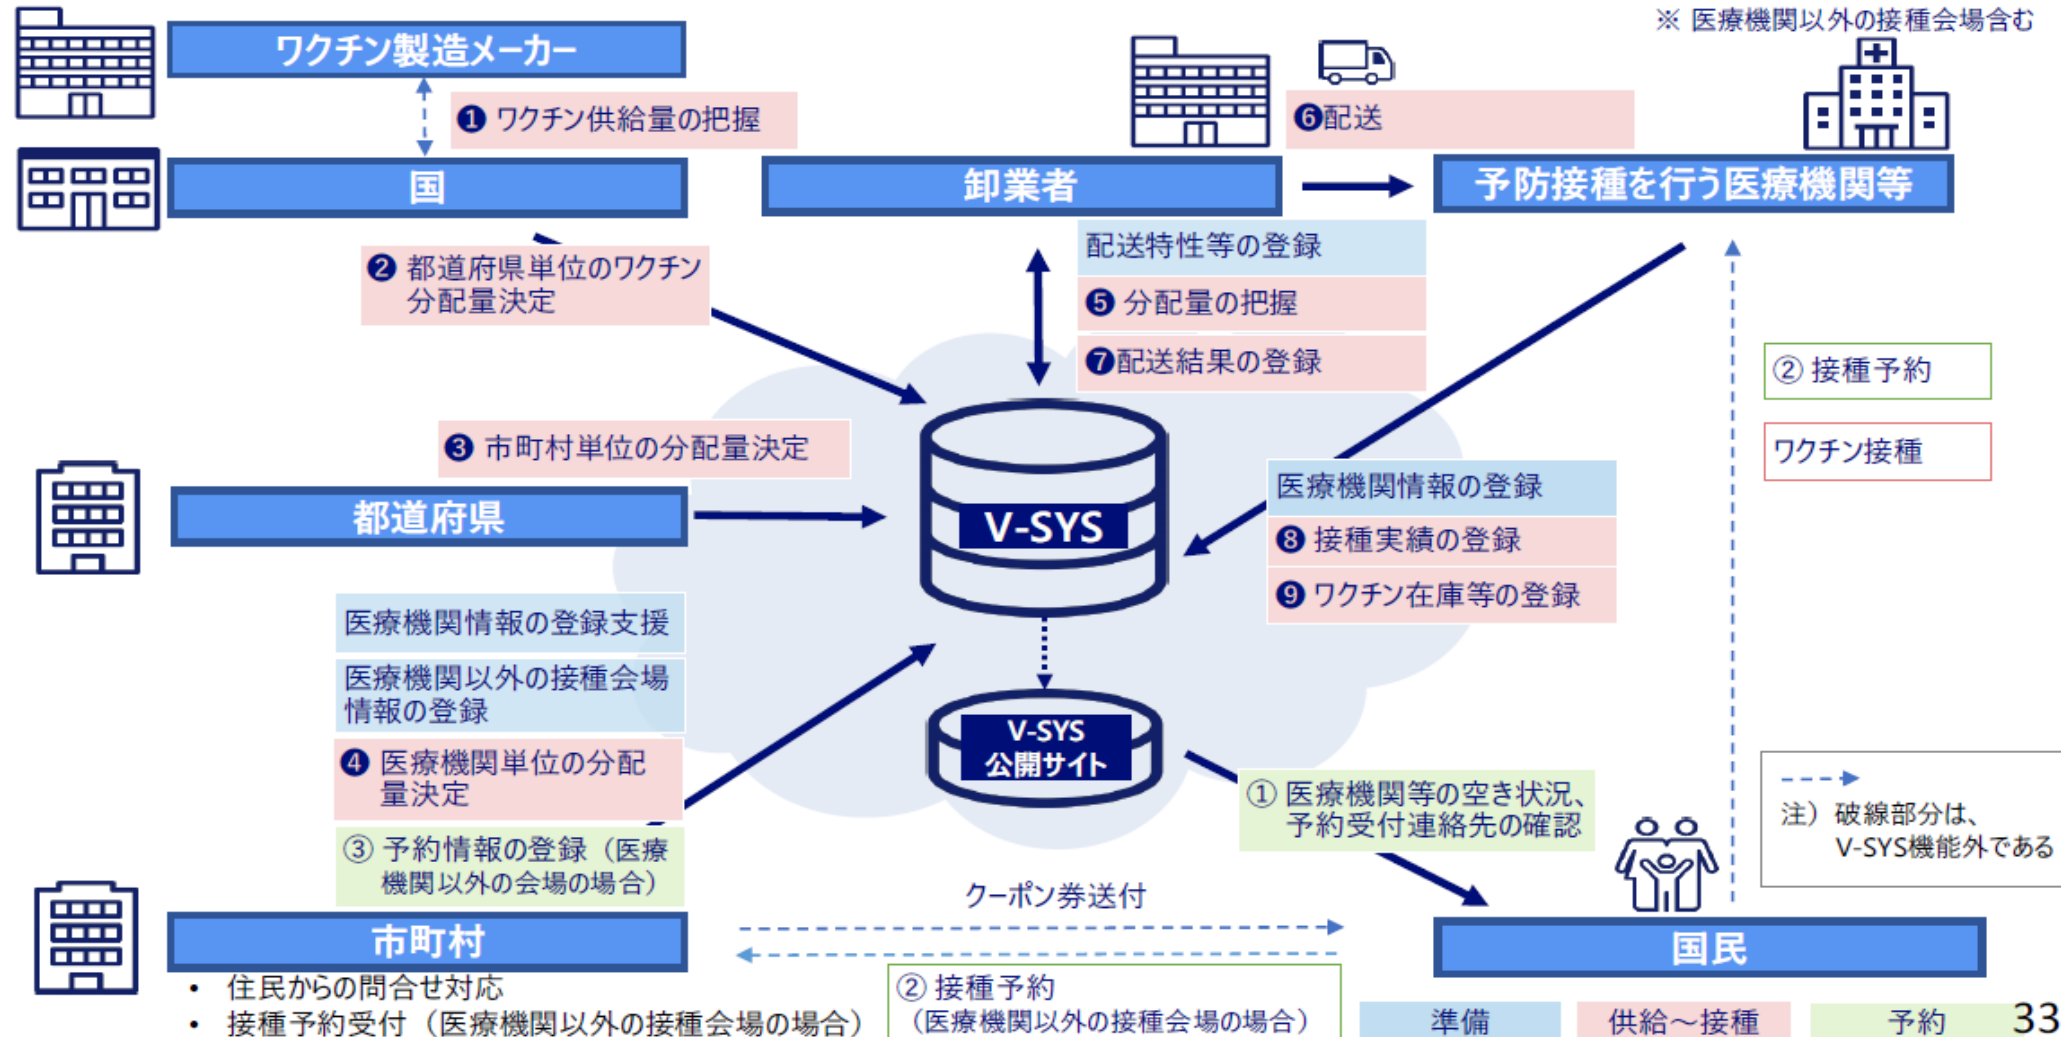 ※ 医療機関以外の接種会場含む
ワクチン製造メーカー
❶ ワクチン供給量の把握
❻配送
国
卸業者
予防接種を行う医療機関等
❷ 都道府県単位のワクチン
分配量決定
配送特性等の登録
❺ 分配量の把握
❼配送結果の登録
② 接種予約
ワクチン接種
❸ 市町村単位の分配量決定
都道府県
V-SYS
医療機関情報の登録
❽ 接種実績の登録
❾ ワクチン在庫等の登録
医療機関情報の登録支援
医療機関以外の接種会場
情報の登録
❹ 医療機関単位の分配
量決定
③ 予約情報の登録（医療
機関以外の会場の場合）
V-SYS
公開サイト
① 医療機関等の空き状況、
予約受付連絡先の確認
注）破線部分は、
V-SYS機能外である
クーポン券送付
市町村
国民
• 住民からの問合せ対応
• 接種予約受付（医療機関以外の接種会場の場合）
② 接種予約
（医療機関以外の接種会場の場合）
準備
供給～接種
予約
33